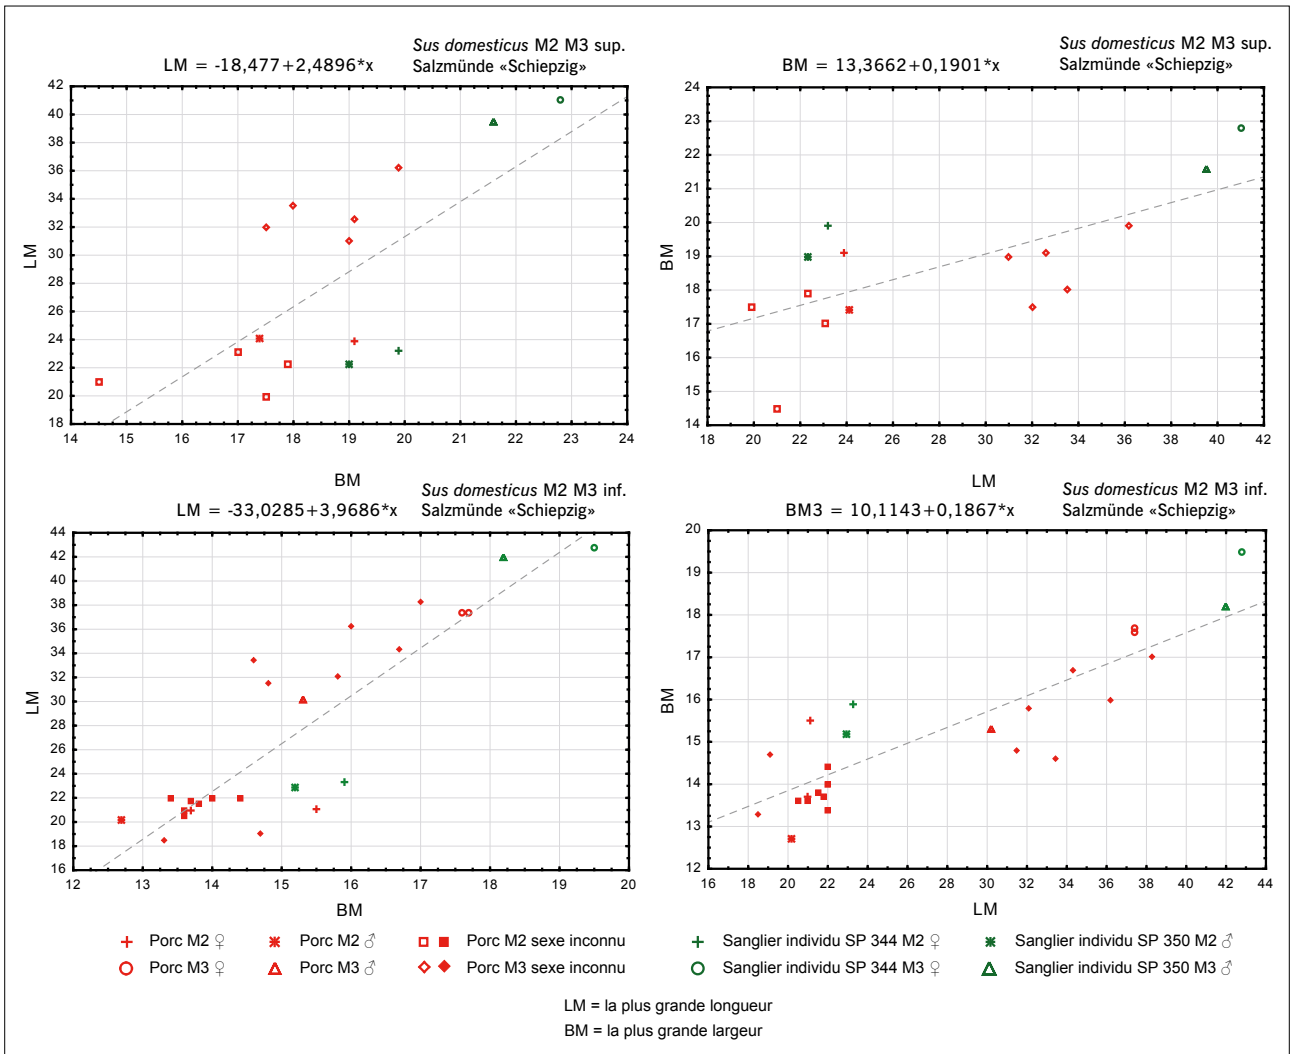 Sus domesticus M2 M3 sup.
LM = -18,477+2,4896*x
Salzmünde «Schiepzig»
42
40
38
36
34
32
30
28
26
24
22
20
18
LM
14 15 16 17 18 19 20 21 22 23 24
BM
Sus domesticus M2 M3 sup.
BM = 13,3662+0,1901*x
Salzmünde «Schiepzig»
24
23
22
21
20
19
18
17
16
15
14
BM
18 20 22 24 26 28 30 32 34 36 38 40 42
LM
Sus domesticus M2 M3 inf.
LM = -33,0285+3,9686*x
Salzmünde «Schiepzig»
44
42
40
38
36
34
32
30
28
26
24
22
20
18
16
LM
12 13 14 15 16 17 18 19 20
BM
Sus domesticus M2 M3 inf.
BM3 = 10,1143+0,1867*x
Salzmünde «Schiepzig»
20
19
18
17
16
15
14
13
12
BM
16 18 20 22 24 26 28 30 32 34 36 38 40 42 44
LM
Porc M2 ♀
Porc M2 ♂
Porc M2 sexe inconnu
Sanglier individu SP 344 M2 ♀
Sanglier individu SP 350 M2 ♂
Porc M3 ♀
Porc M3 ♂
Porc M3 sexe inconnu
Sanglier individu SP 344 M3 ♀
Sanglier individu SP 350 M3 ♂
LM = la plus grande longueur
BM = la plus grande largeur